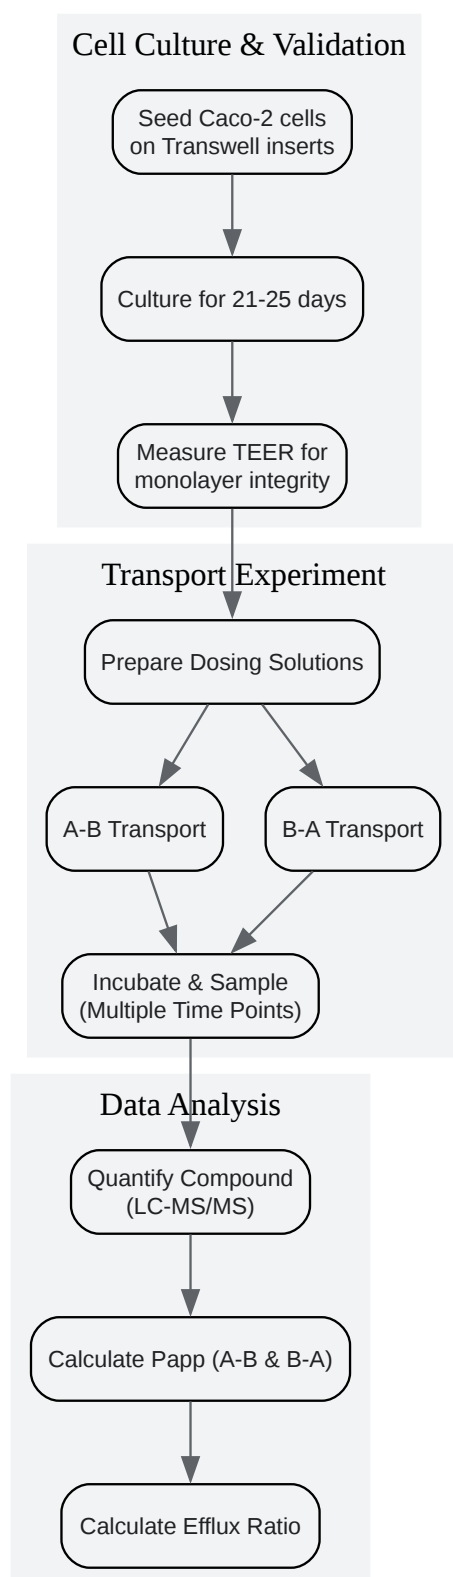 Cell Culture & Validation
Seed Caco-2 cells
on Transwell inserts
Culture for 21-25 days
Measure TEER for
monolayer integrity
Transport Experiment
Prepare Dosing Solutions
A-B Transport
B-A Transport
Incubate & Sample
(Multiple Time Points)
Data Analysis
Quantify Compound
(LC-MS/MS)
Calculate Papp (A-B & B-A)
Calculate Efflux Ratio